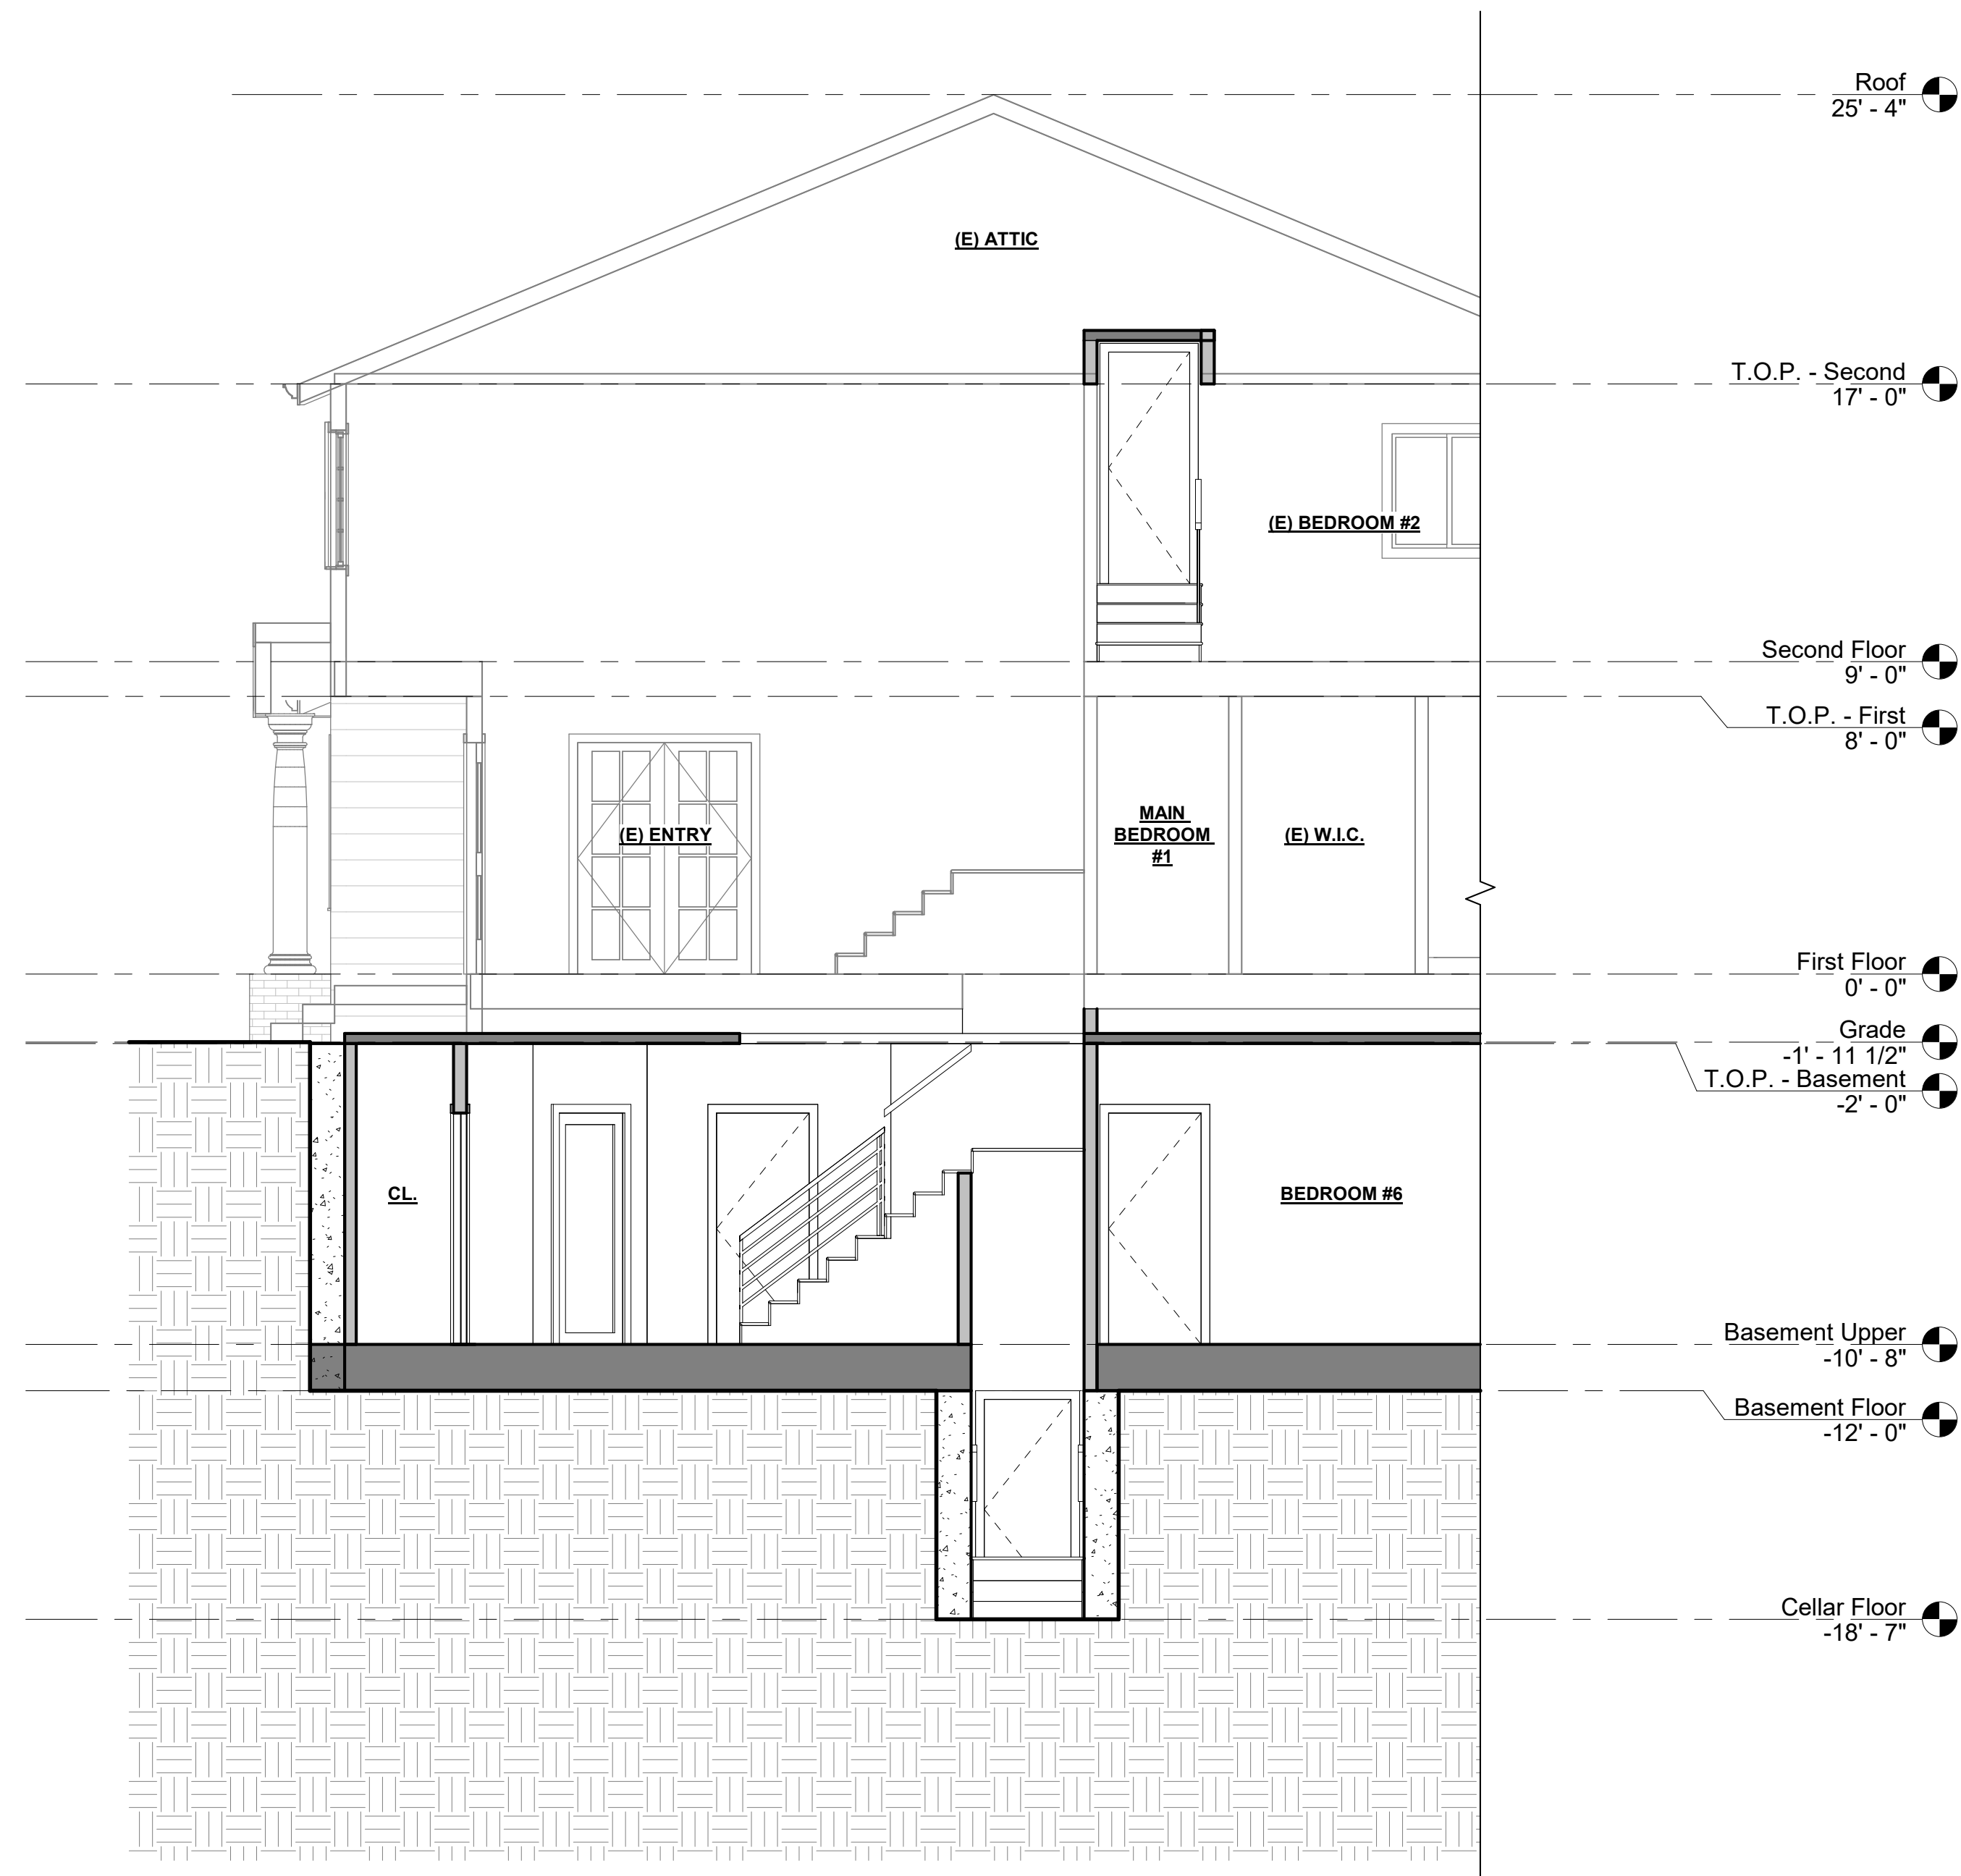 Roof
25' - 4"
(E) ATTIC
T.O.P. - Second
17' - 0"
(E) BEDROOM #2
Second Floor
9' - 0"
T.O.P. - First
8' - 0"
(E) ENTRY
MAIN
BEDROOM
#1
(E) W.I.C.
First Floor
0' - 0"
Grade
-1' - 11 1/2"
T.O.P. - Basement
-2' - 0"
CL.
BEDROOM #6
Basement Upper
-10' - 8"
Basement Floor
-12' - 0"
Cellar Floor
-18' - 7"